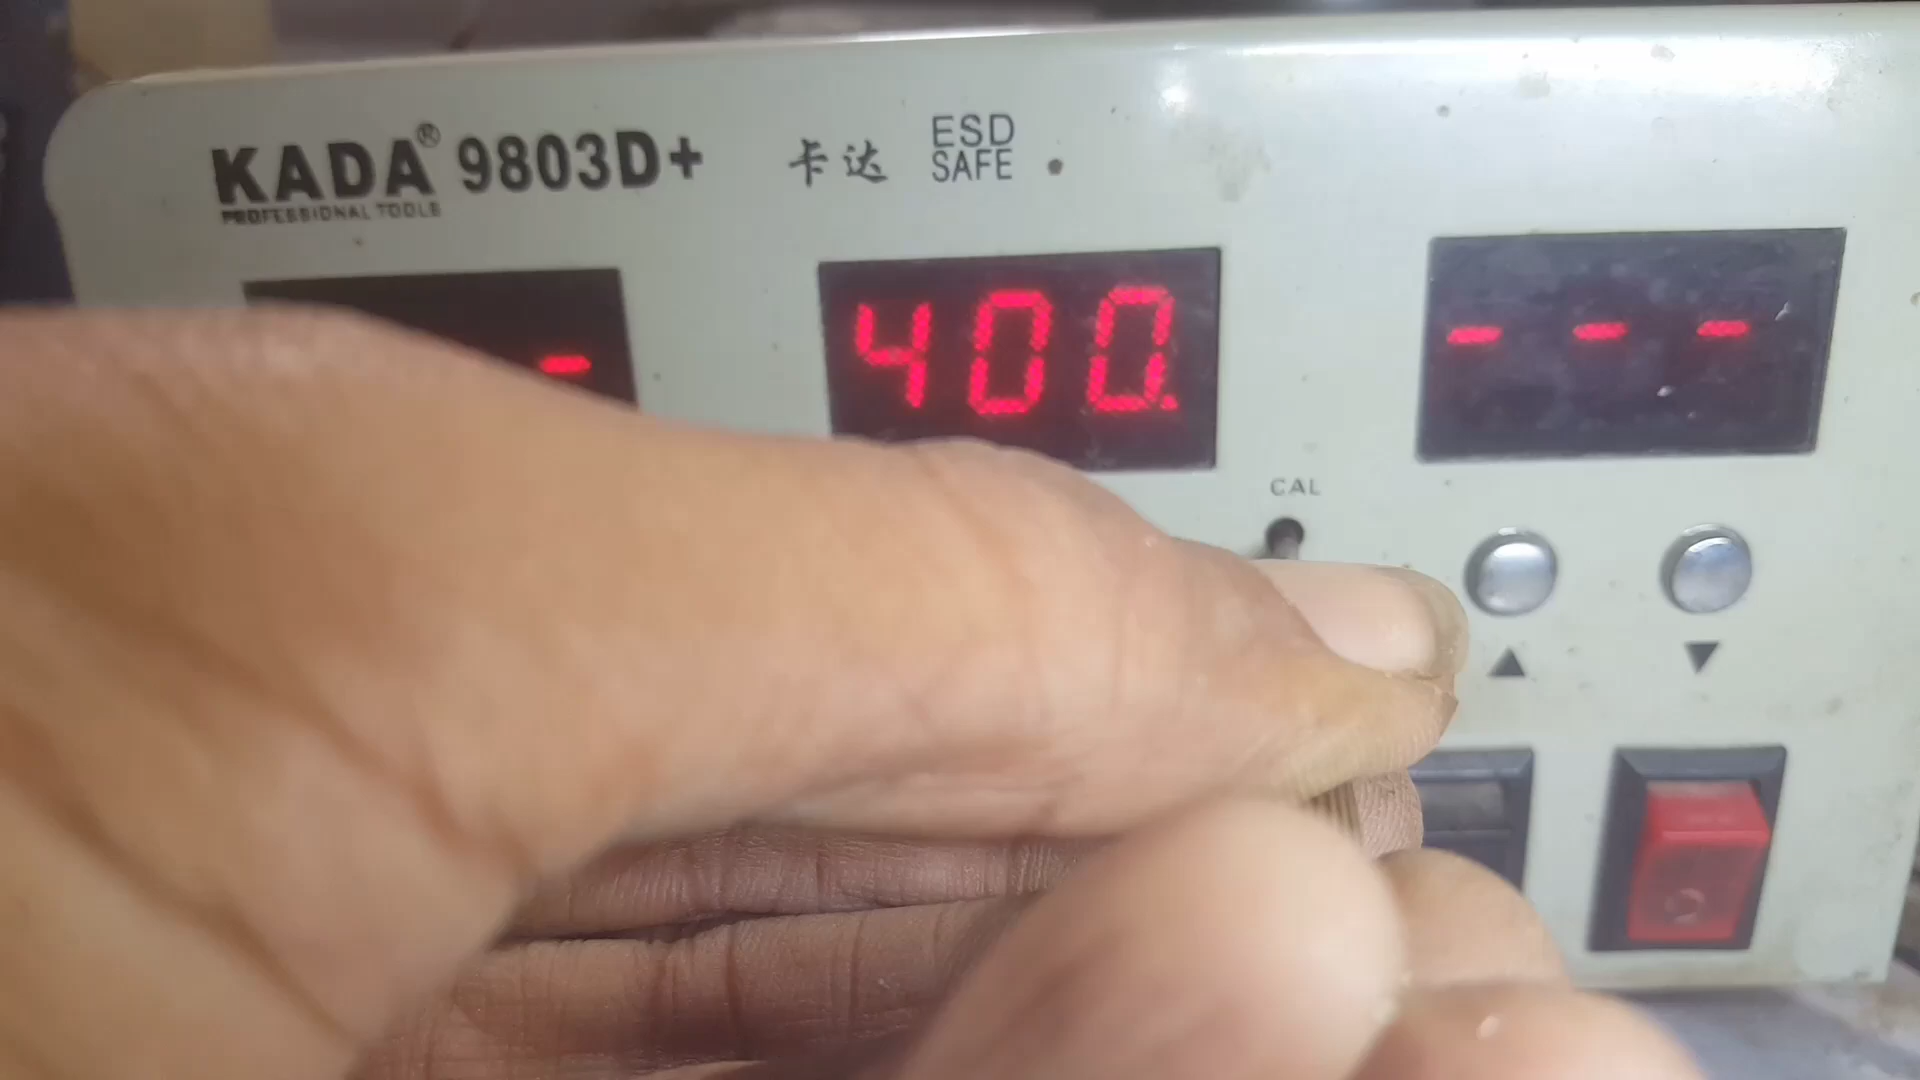 KADA® 9803D+ 卡达 ESD SAFE
PROFESSIONAL TOOLS
-
400.
---
CAL
▲ ▼